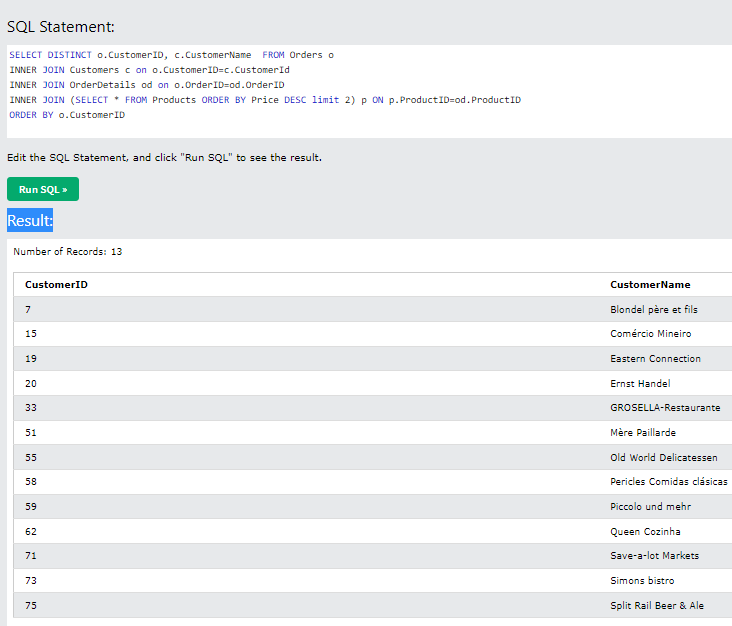 SQL Statement:
SELECT DISTINCT o.CustomerID, c.CustomerName  FROM Orders o
INNER JOIN Customers c on o.CustomerID=c.CustomerId
INNER JOIN OrderDetails od on o.OrderID=od.OrderID
INNER JOIN (SELECT * FROM Products ORDER BY Price DESC limit 2) p ON p.ProductID=od.ProductID
ORDER BY o.CustomerID
Edit the SQL Statement, and click "Run SQL" to see the result.
Run SQL »
Result:
Number of Records: 13
CustomerID CustomerName
7 Blondel père et fils
15 Comércio Mineiro
19 Eastern Connection
20 Ernst Handel
33 GROSELLA-Restaurante
51 Mère Paillarde
55 Old World Delicatessen
58 Pericles Comidas clásicas
59 Piccolo und mehr
62 Queen Cozinha
71 Save-a-lot Markets
73 Simons bistro
75 Split Rail Beer & Ale